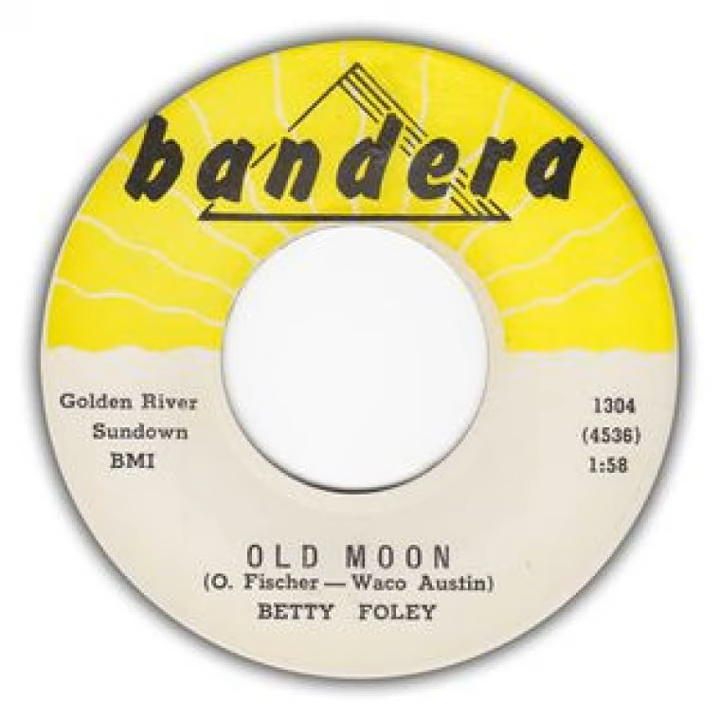 bandera
Golden River
Sundown
BMI
1304
(4536)
1:58
OLD MOON
(O. Fischer — Waco Austin)
BETTY FOLEY